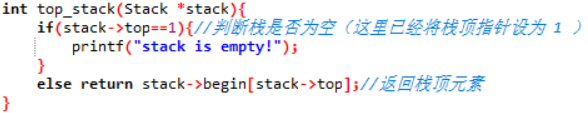 int top_stack(Stack *stack){
    if(stack->top==1){//判断栈是否为空（这里已经将栈顶指针设为 1 ）
        printf("stack is empty!");
    }
    else return stack->begin[stack->top];//返回栈顶元素
}